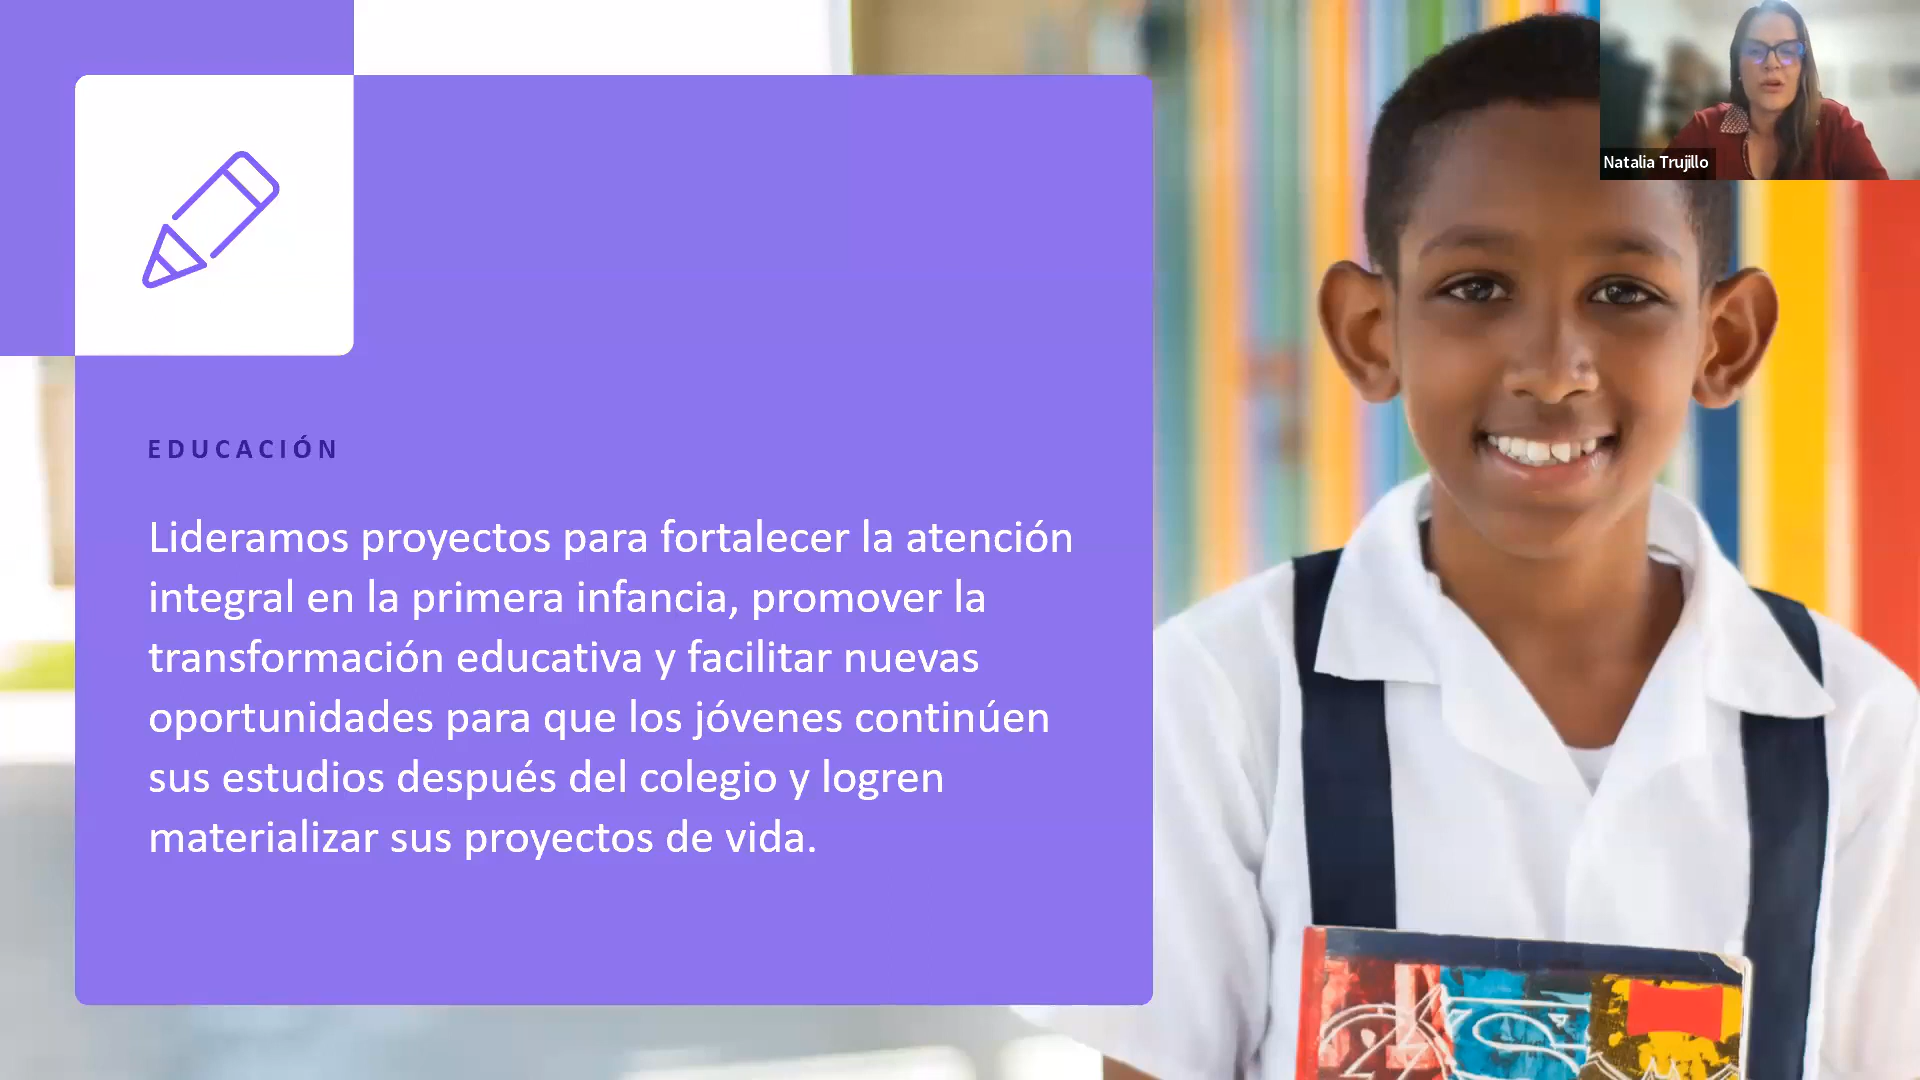 Natalia Trujillo
EDUCACIÓN
Lideramos proyectos para fortalecer la atención
integral en la primera infancia, promover la
transformación educativa y facilitar nuevas
oportunidades para que los jóvenes continúen
sus estudios después del colegio y logren
materializar sus proyectos de vida.